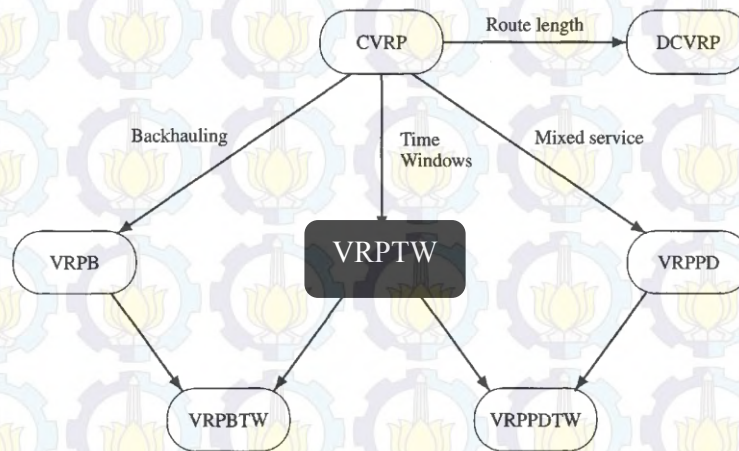 CVRP
Route length
DCVRP
Backhauling
Time
Windows
Mixed service
VRPB
VRPTW
VRPPD
VRPBTW
VRPPDTW